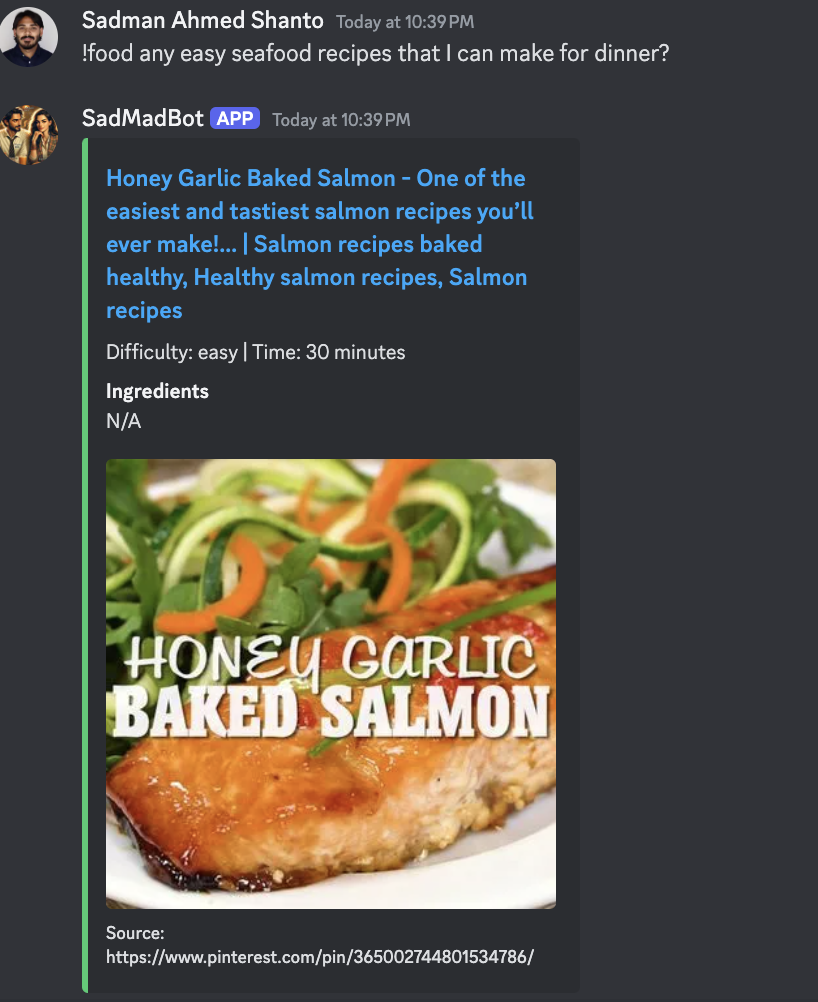 Sadman Ahmed Shanto Today at 10:39 PM
!food any easy seafood recipes that I can make for dinner?
SadMadBot APP Today at 10:39 PM
Honey Garlic Baked Salmon - One of the
easiest and tastiest salmon recipes you’ll
ever make!... | Salmon recipes baked
healthy, Healthy salmon recipes, Salmon
recipes
Difficulty: easy | Time: 30 minutes
Ingredients
N/A
HONEY GARLIC
BAKED SALMON
Source:
https://www.pinterest.com/pin/365002744801534786/